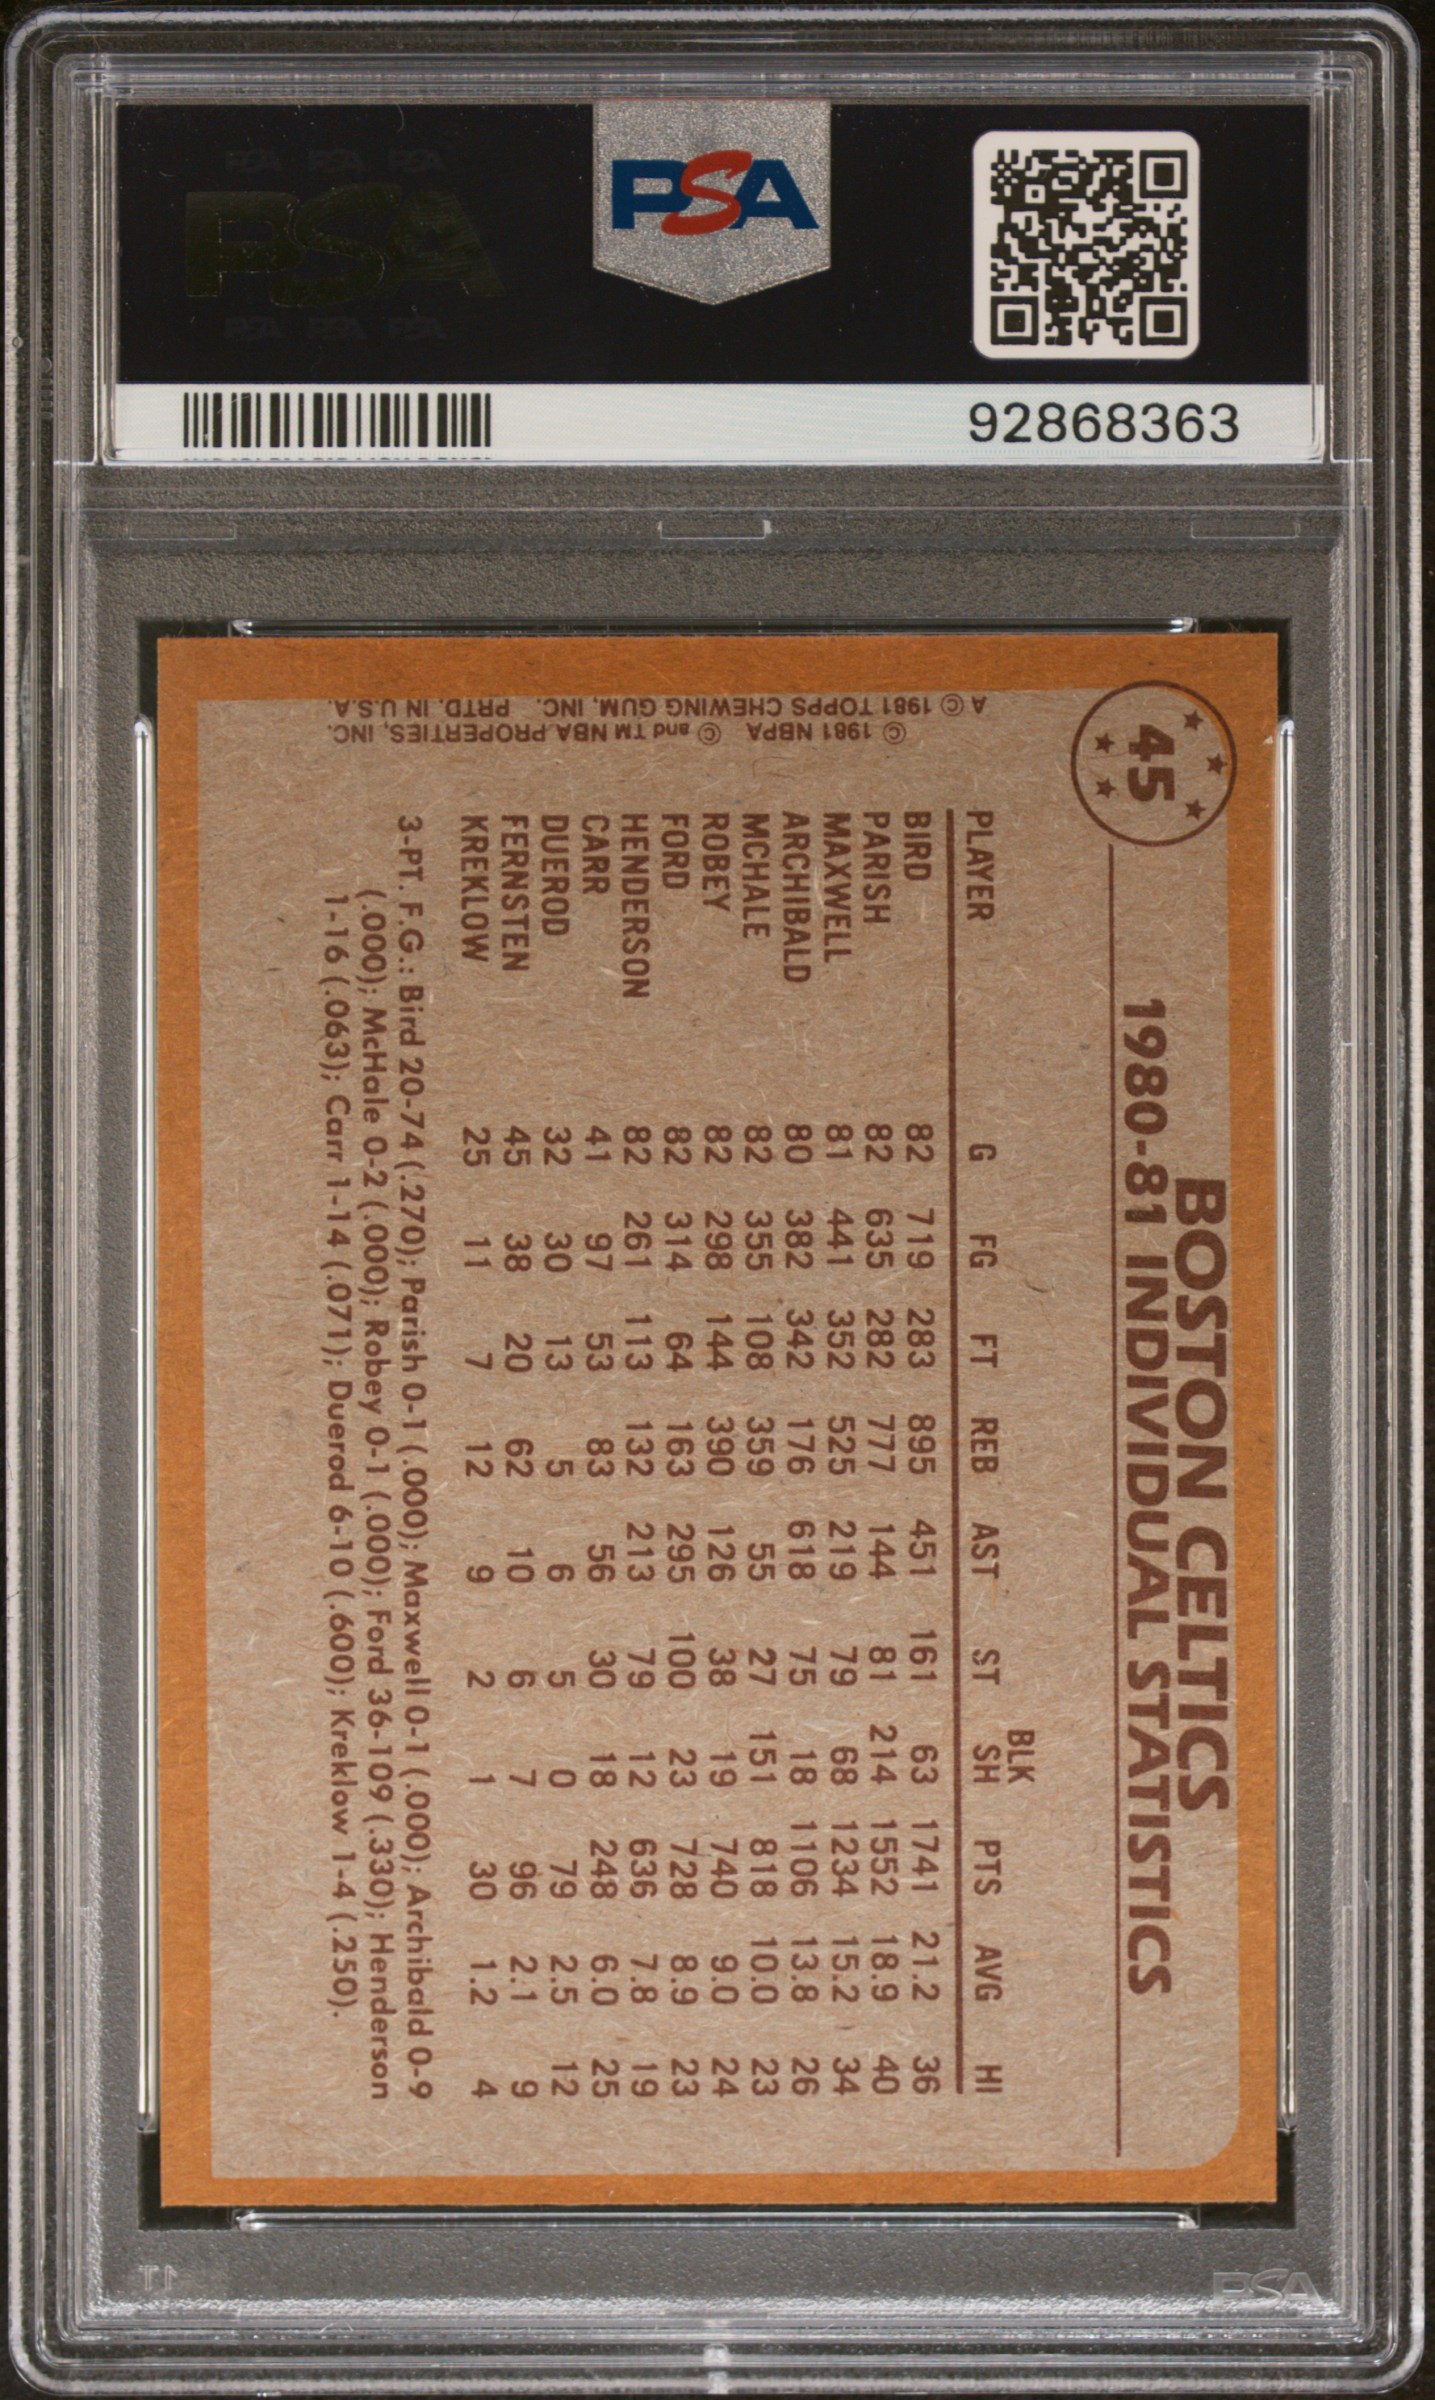 PSA PSA PSA
PSA
PSA PSA PSA
PSA
92868363
45
BOSTON CELTICS
1980-81 INDIVIDUAL STATISTICS
PLAYER G FG FT REB AST ST BLK SH PTS AVG HI
BIRD 82 719 283 895 451 161 63 1741 21.2 36
PARISH 82 635 282 777 144 81 214 1552 18.9 40
MAXWELL 81 441 352 525 219 79 68 1234 15.2 34
ARCHIBALD 80 382 342 176 618 75 18 1106 13.8 26
MCHALE 82 355 108 359 55 27 151 818 10.0 23
ROBEY 82 298 144 390 126 38 19 740 9.0 24
FORD 82 314 64 163 295 100 23 728 8.9 23
HENDERSON 82 261 113 132 213 79 12 636 7.8 19
CARR 41 97 53 83 56 30 18 248 6.0 25
DUEROD 32 30 13 5 6 5 0 79 2.5 12
FERNSTEN 45 38 20 62 10 6 7 96 2.1 9
KREKLOW 25 11 7 12 9 2 1 30 1.2 4
3-PT. F.G.: Bird 20-74 (.270); Parish 0-1 (.000); Maxwell 0-1 (.000); Archibald 0-9
(.000); McHale 0-2 (.000); Robey 0-1 (.000); Ford 36-109 (.330); Henderson
1-16 (.063); Carr 1-14 (.071); Duerod 6-10 (.600); Kreklow 1-4 (.250).
© 1981 NBPA © and TM NBA PROPERTIES, INC.
A © 1981 TOPPS CHEWING GUM, INC. PRTD. IN U.S.A.
PSA